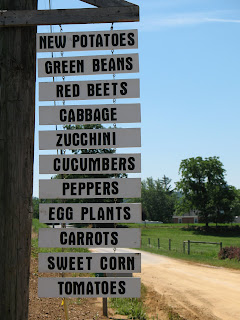 NEW POTATOES
GREEN BEANS
RED BEETS
CABBAGE
ZUCCHINI
CUCUMBERS
PEPPERS
EGG PLANTS
CARROTS
SWEET CORN
TOMATOES